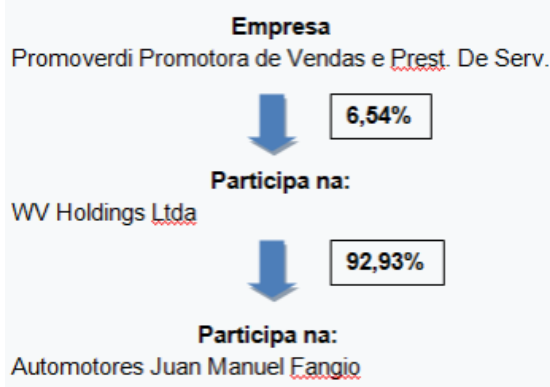 Empresa
Promoverdi Promotora de Vendas e Prest. De Serv.
6,54%
Participa na:
WV Holdings Ltda
92,93%
Participa na:
Automotores Juan Manuel Fangio